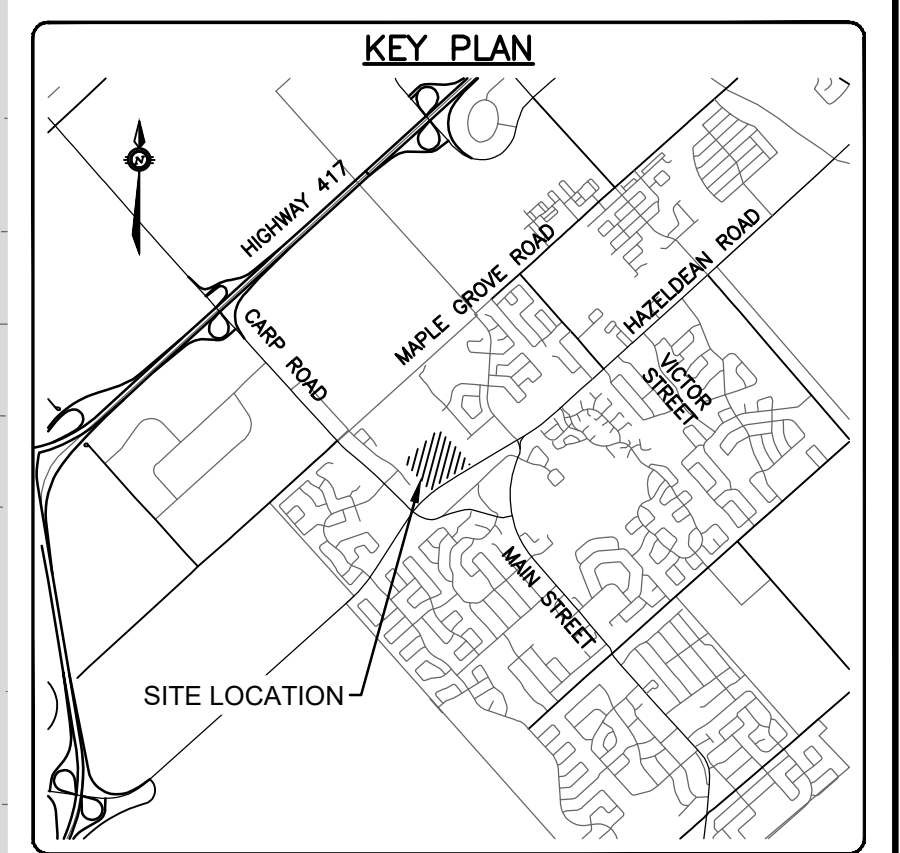 KEY PLAN
N
HIGHWAY 417
MAPLE GROVE ROAD
HAZELDEAN ROAD
CARP ROAD
VICTOR
STREET
MAIN STREET
SITE LOCATION